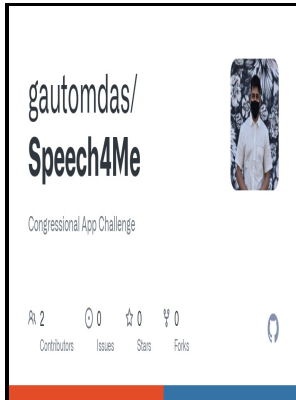 gautomdas/
Speech4Me
Congressional App Challenge
2 0 0 0
Contributors Issues Stars Forks